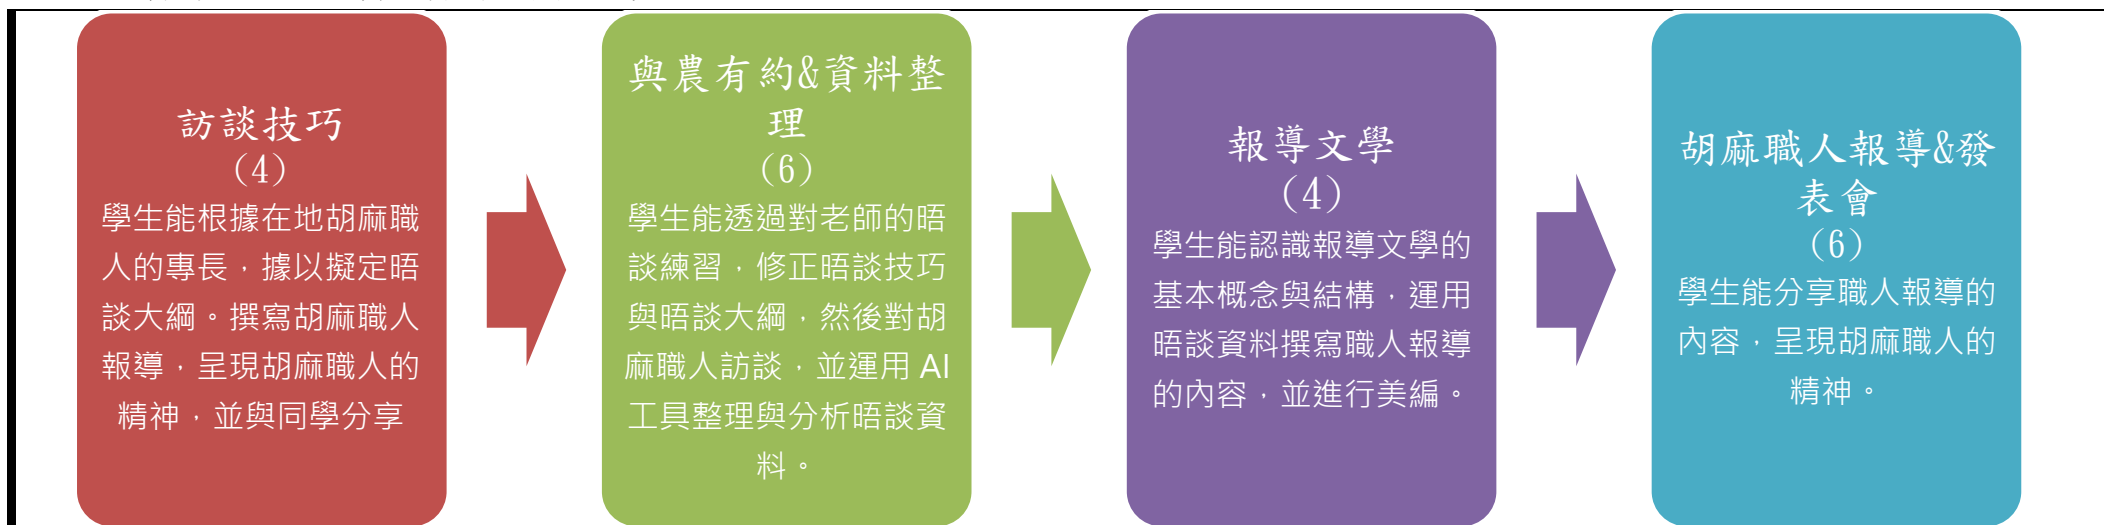 訪談技巧
(4)
學生能根據在地胡麻職
人的專長，據以擬定晤
談大綱。撰寫胡麻職人
報導，呈現胡麻職人的
精神，並與同學分享
與農有約&資料整
理
(6)
學生能透過對老師的晤
談練習，修正晤談技巧
與晤談大綱，然後對胡
麻職人訪談，並運用 AI
工具整理與分析晤談資
料。
報導文學
(4)
學生能認識報導文學的
基本概念與結構，運用
晤談資料撰寫職人報導
的內容，並進行美編。
胡麻職人報導&發
表會
(6)
學生能分享職人報導的
內容，呈現胡麻職人的
精神。